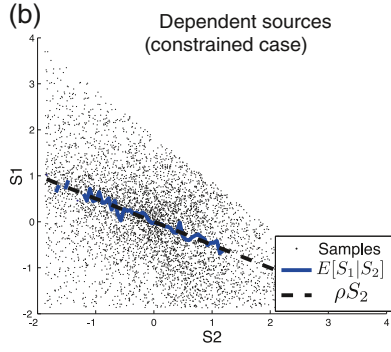 (b)
Dependent sources
(constrained case)
4
3
2
1
0
-1
-2
S1
-2
-1
0
1
2
3
4
S2
Samples
E[S₁|S₂]
ρS₂